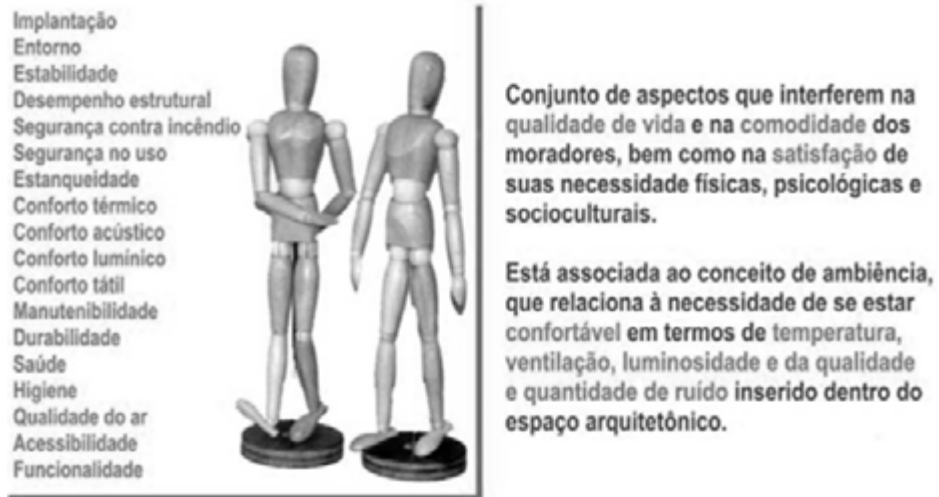 Implantação
Entorno
Estabilidade
Desempenho estrutural
Segurança contra incêndio
Segurança no uso
Estanqueidade
Conforto térmico
Conforto acústico
Conforto lumínico
Conforto tátil
Manutenibilidade
Durabilidade
Saúde
Higiene
Qualidade do ar
Acessibilidade
Funcionalidade
Conjunto de aspectos que interferem na
qualidade de vida e na comodidade dos
moradores, bem como na satisfação de
suas necessidade físicas, psicológicas e
socioculturais.
Está associada ao conceito de ambiência,
que relaciona à necessidade de se estar
confortável em termos de temperatura,
ventilação, luminosidade e da qualidade
e quantidade de ruído inserido dentro do
espaço arquitetônico.